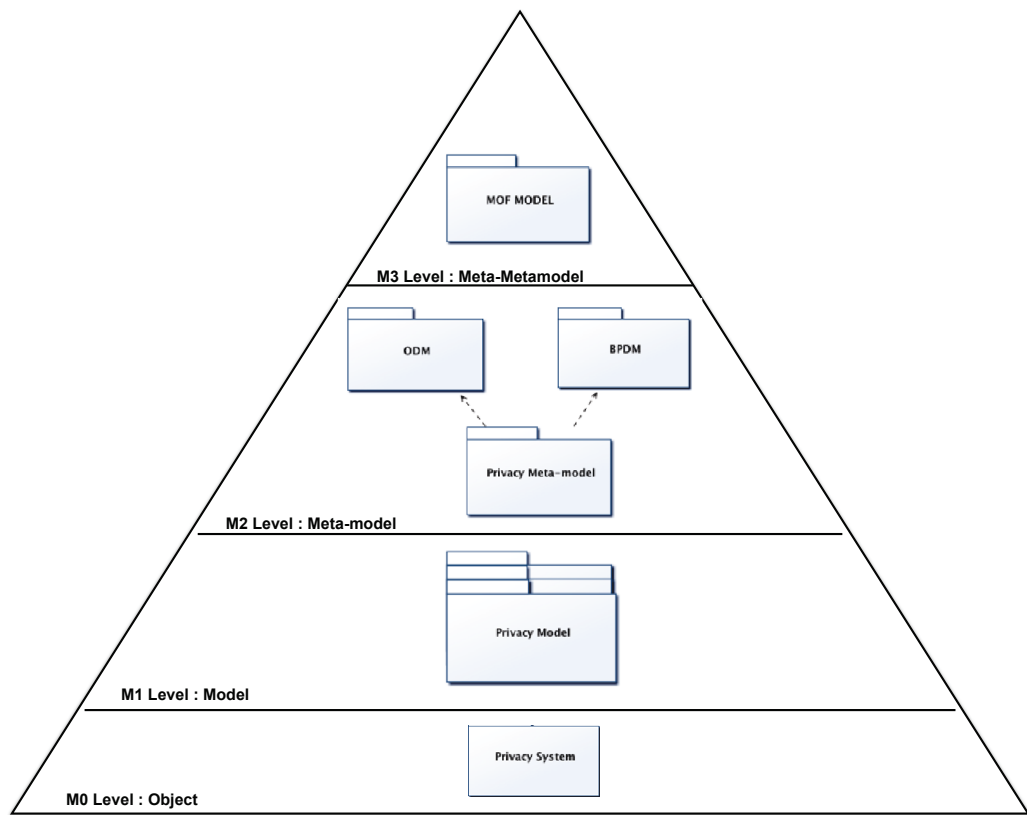 MOF MODEL
M3 Level : Meta-Metamodel
ODM
BPDM
Privacy Meta-model
M2 Level : Meta-model
Privacy Model
M1 Level : Model
Privacy System
M0 Level : Object